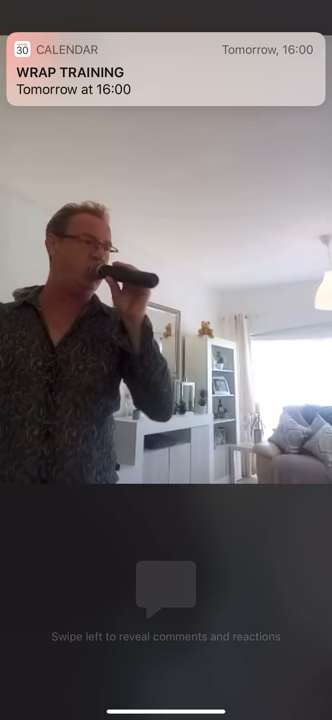 30
CALENDAR
Tomorrow, 16:00
WRAP TRAINING
Tomorrow at 16:00
Swipe left to reveal comments and reactions